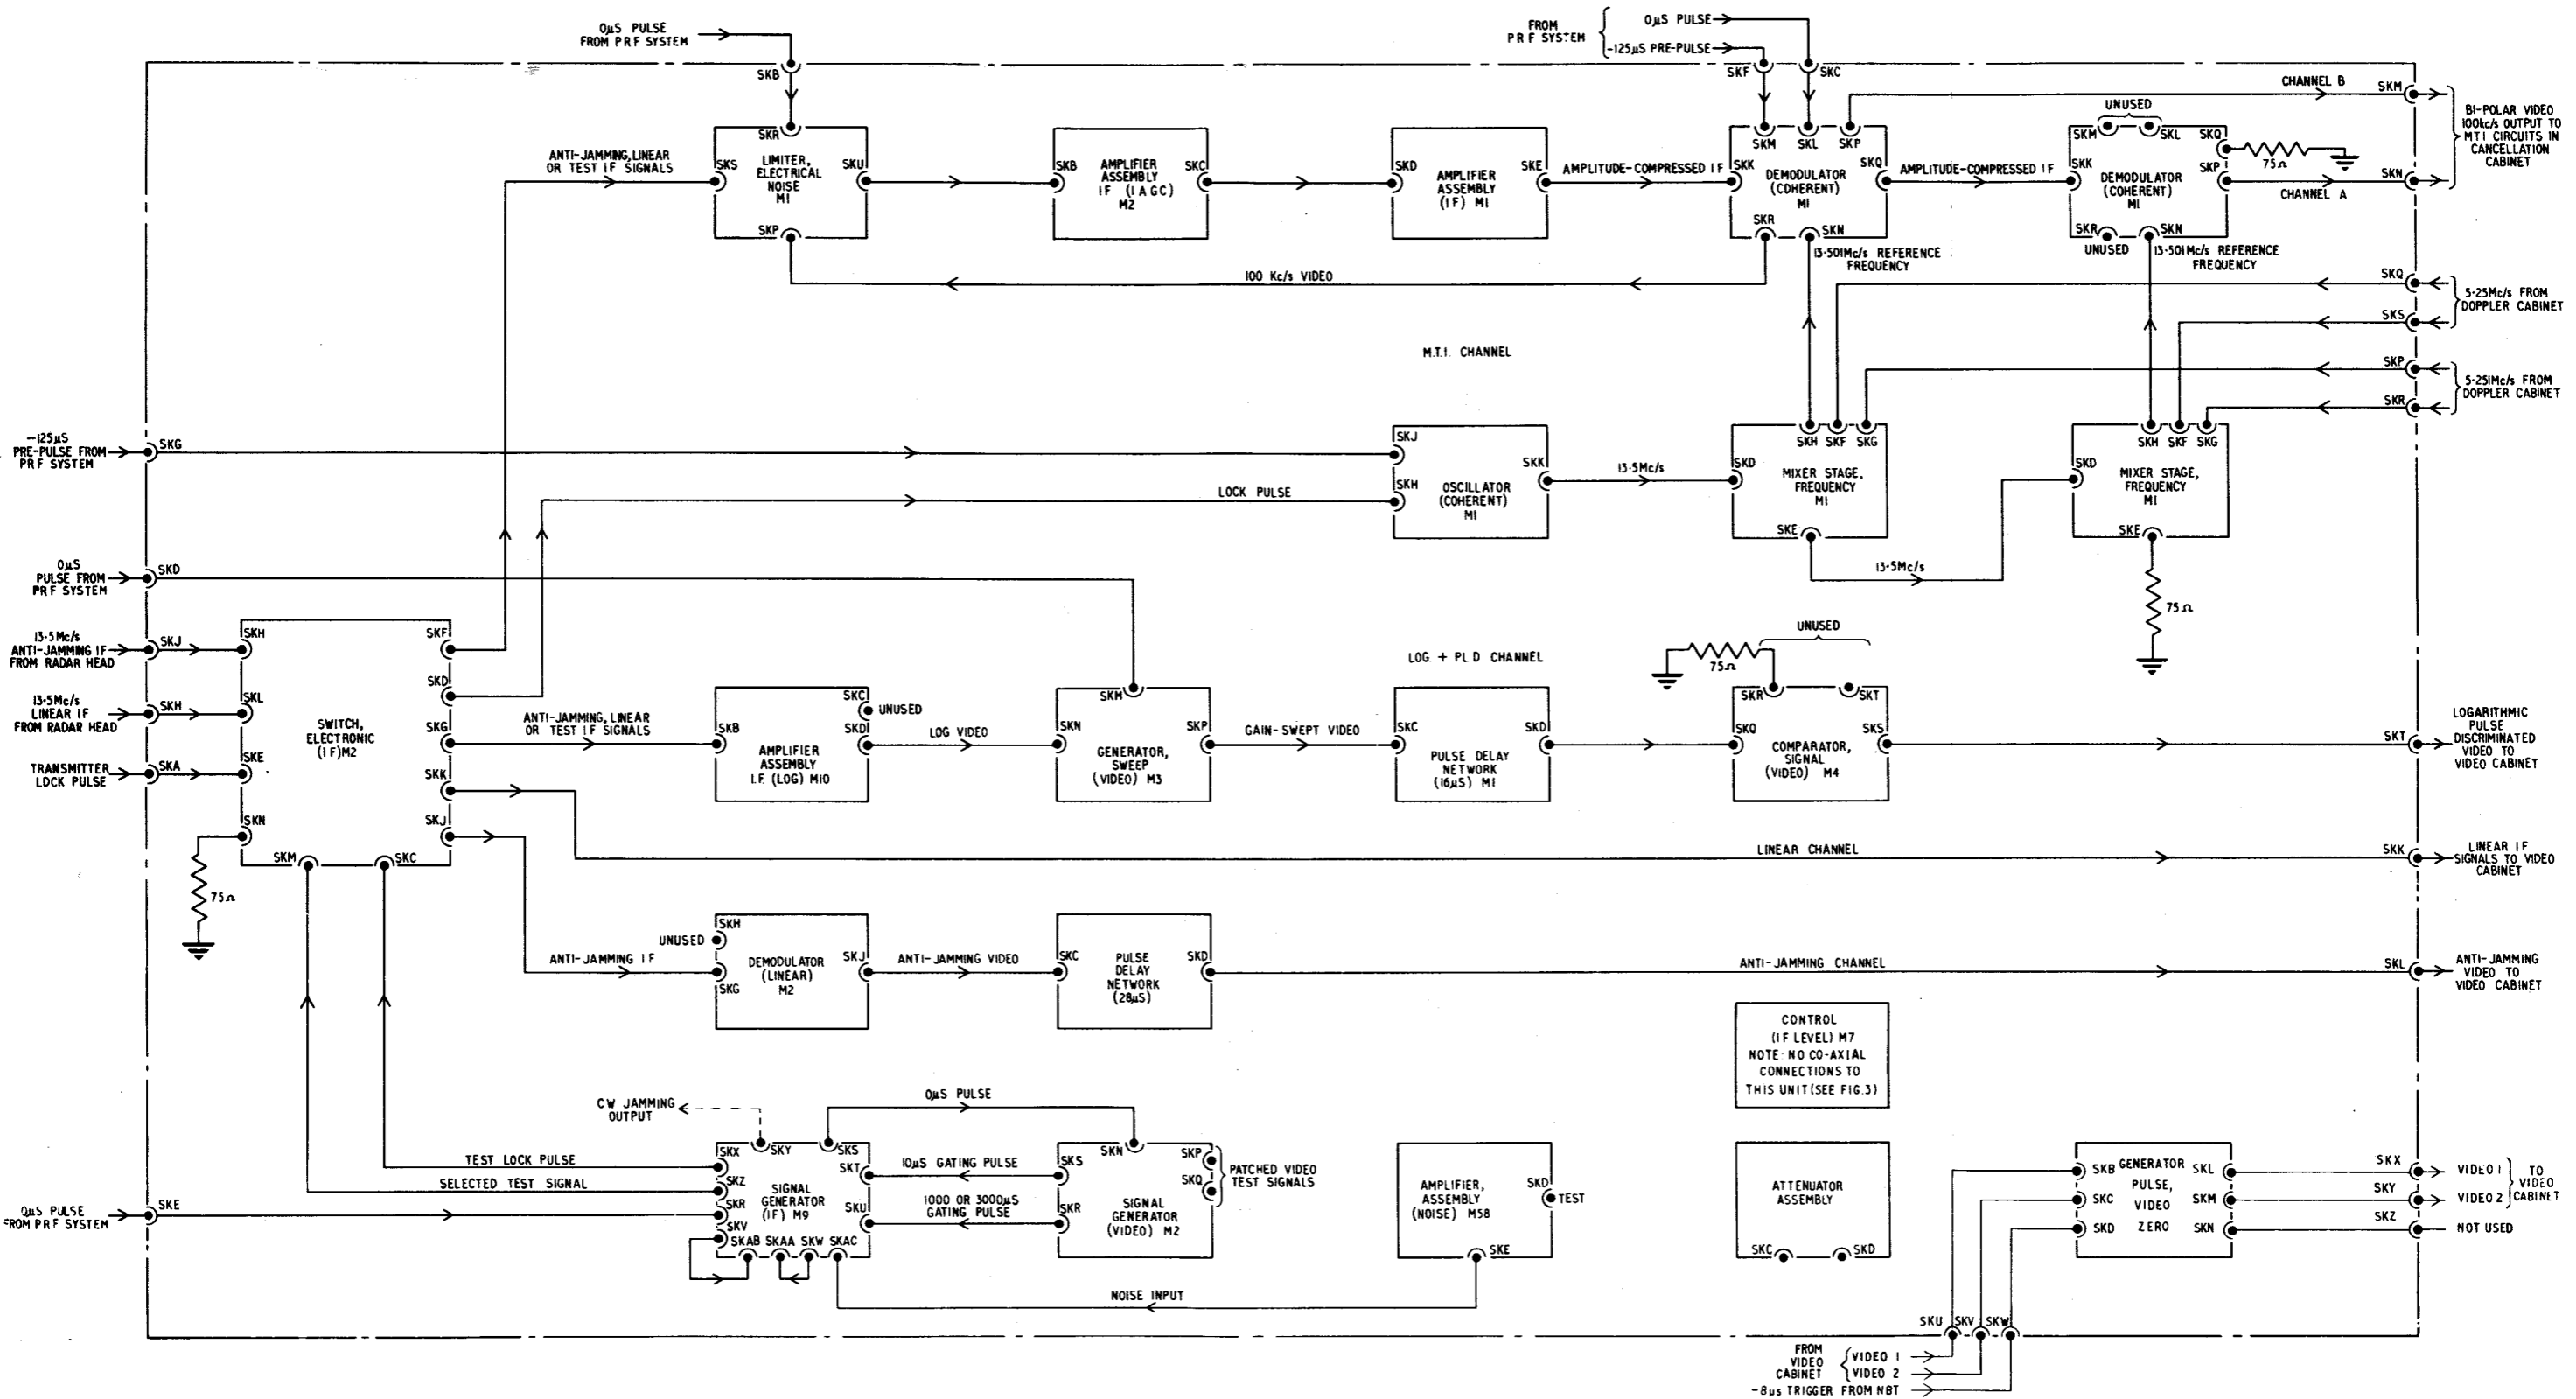 0µS PULSE
FROM PRF SYSTEM
FROM
PRF SYSTEM
0µS PULSE
-125µS PRE-PULSE
SKB
SKF
SKC
CHANNEL B
SKM
BI-POLAR VIDEO
100kc/s OUTPUT TO
MTI CIRCUITS IN
CANCELLATION
CABINET
ANTI-JAMMING, LINEAR
OR TEST IF SIGNALS
SKR
SKS
LIMITER,
ELECTRICAL
NOISE
M1
SKU
SKP
SKB
AMPLIFIER
ASSEMBLY
IF (IAGC)
M2
SKC
SKD
AMPLIFIER
ASSEMBLY
(IF) M1
SKE
AMPLITUDE-COMPRESSED IF
SKM
SKL
SKP
SKK
DEMODULATOR
(COHERENT)
M1
SKQ
SKR
SKN
AMPLITUDE-COMPRESSED IF
UNUSED
SKM
SKL
SKQ
SKK
DEMODULATOR
(COHERENT)
M1
SKP
75Ω
SKN
CHANNEL A
SKR
UNUSED
SKN
13·501Mc/s REFERENCE
FREQUENCY
13·501Mc/s REFERENCE
FREQUENCY
100 Kc/s VIDEO
SKQ
SKS
5·25Mc/s FROM
DOPPLER CABINET
M.T.I. CHANNEL
SKP
SKR
5·251Mc/s FROM
DOPPLER CABINET
-125µS
PRE-PULSE FROM
PRF SYSTEM
SKG
SKJ
SKH
OSCILLATOR
(COHERENT)
M1
SKK
LOCK PULSE
13·5Mc/s
SKH
SKF
SKG
SKD
MIXER STAGE,
FREQUENCY
M1
SKE
13·5Mc/s
SKH
SKF
SKG
SKD
MIXER STAGE,
FREQUENCY
M1
SKE
75Ω
0µS
PULSE FROM
PRF SYSTEM
SKD
13·5Mc/s
ANTI-JAMMING IF
FROM RADAR HEAD
SKJ
13·5Mc/s
LINEAR IF
FROM RADAR HEAD
SKH
TRANSMITTER
LOCK PULSE
SKA
SKH
SKL
SKE
SKN
SWITCH,
ELECTRONIC
(IF) M2
SKF
SKD
SKG
SKK
SKJ
SKM
SKC
75Ω
ANTI-JAMMING, LINEAR
OR TEST IF SIGNALS
SKB
SKC
UNUSED
SKD
AMPLIFIER
ASSEMBLY
I.F. (LOG) M10
LOG VIDEO
SKM
SKN
SKP
GENERATOR,
SWEEP
(VIDEO) M3
GAIN-SWEPT VIDEO
LOG. + PLD CHANNEL
SKC
SKD
PULSE DELAY
NETWORK
(16µS) M1
UNUSED
75Ω
SKR
SKT
SKQ
SKS
COMPARATOR,
SIGNAL
(VIDEO) M4
SKT
LOGARITHMIC
PULSE
DISCRIMINATED
VIDEO TO
VIDEO CABINET
LINEAR CHANNEL
SKK
LINEAR IF
SIGNALS TO VIDEO
CABINET
ANTI-JAMMING IF
UNUSED
SKH
SKG
DEMODULATOR
(LINEAR)
M2
SKJ
ANTI-JAMMING VIDEO
SKC
PULSE
DELAY
NETWORK
(28µS)
SKD
ANTI-JAMMING CHANNEL
SKL
ANTI-JAMMING
VIDEO TO
VIDEO CABINET
CONTROL
(IF LEVEL) M7
NOTE: NO CO-AXIAL
CONNECTIONS TO
THIS UNIT (SEE FIG.3)
CW JAMMING
OUTPUT
0µS PULSE
TEST LOCK PULSE
SELECTED TEST SIGNAL
0µS PULSE
FROM PRF SYSTEM
SKE
SKX
SKY
SKS
SKT
SKZ
SKR
SKV
SKU
SIGNAL
GENERATOR
(IF) M9
SKAB
SKAA
SKW
SKAC
10µS GATING PULSE
1000 OR 3000µS
GATING PULSE
SKN
SKS
SKR
SKP
SKQ
SIGNAL
GENERATOR
(VIDEO) M2
PATCHED VIDEO
TEST SIGNALS
AMPLIFIER,
ASSEMBLY
(NOISE) M58
SKD
TEST
SKE
NOISE INPUT
ATTENUATOR
ASSEMBLY
SKC
SKD
SKB
SKC
SKD
GENERATOR
PULSE,
VIDEO
ZERO
SKL
SKM
SKN
SKX
SKY
SKZ
VIDEO 1
VIDEO 2
TO
VIDEO
CABINET
NOT USED
SKU
SKV
SKW
FROM
VIDEO
CABINET
VIDEO 1
VIDEO 2
-8µs TRIGGER FROM NBT